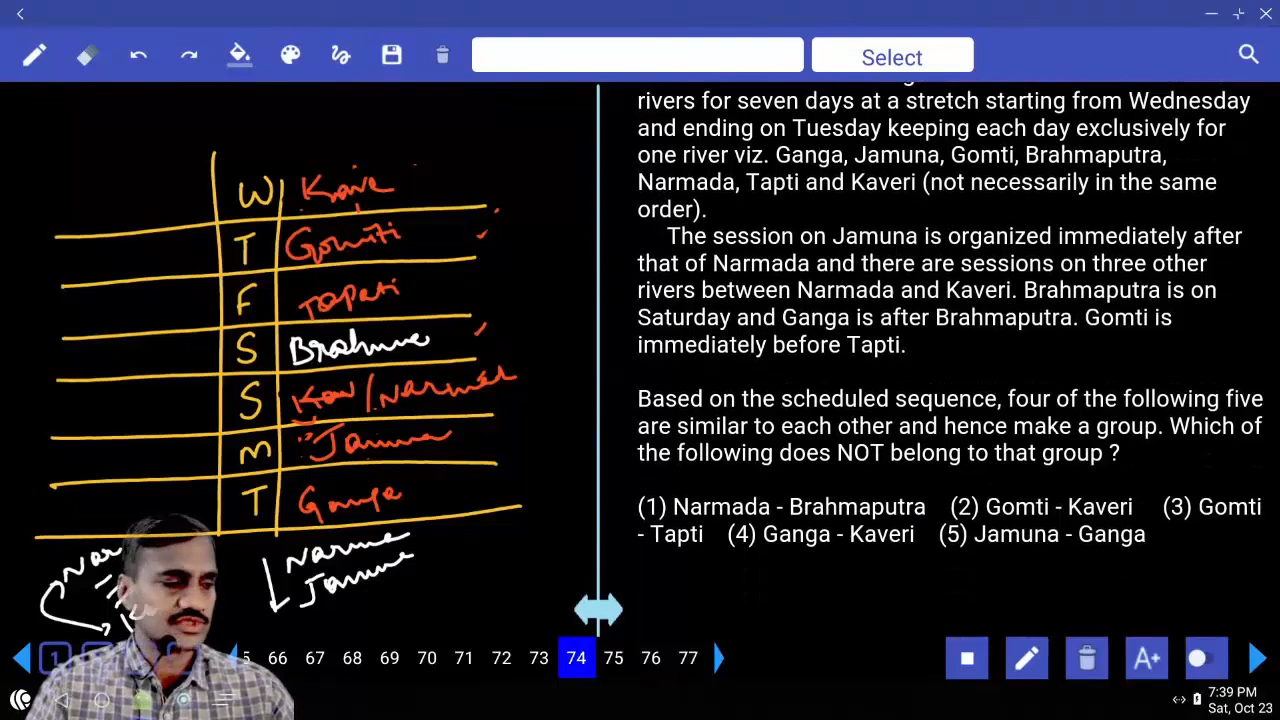 Select
rivers for seven days at a stretch starting from Wednesday
and ending on Tuesday keeping each day exclusively for
one river viz. Ganga, Jamuna, Gomti, Brahmaputra,
Narmada, Tapti and Kaveri (not necessarily in the same
order).
The session on Jamuna is organized immediately after
that of Narmada and there are sessions on three other
rivers between Narmada and Kaveri. Brahmaputra is on
Saturday and Ganga is after Brahmaputra. Gomti is
immediately before Tapti.
Based on the scheduled sequence, four of the following five
are similar to each other and hence make a group. Which of
the following does NOT belong to that group ?
(1) Narmada - Brahmaputra (2) Gomti - Kaveri (3) Gomti
- Tapti (4) Ganga - Kaveri (5) Jamuna - Ganga
W
T Gomti
F Tapati
S
S
M Jamuna
T Ganga
Nar
66 67 68 69 70 71 72 73 74 75 76 77
A+
7:39 PM
Sat, Oct 23